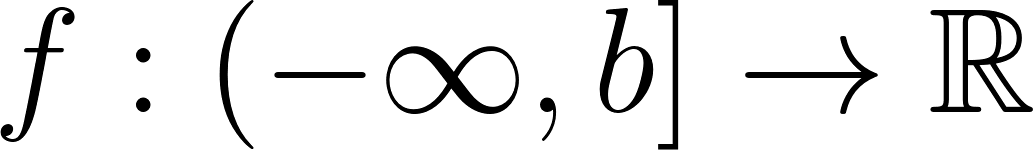 f : (−∞, b] → ℝ